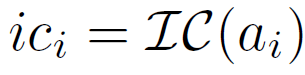 $ic_i = \mathcal{IC}(a_i)$